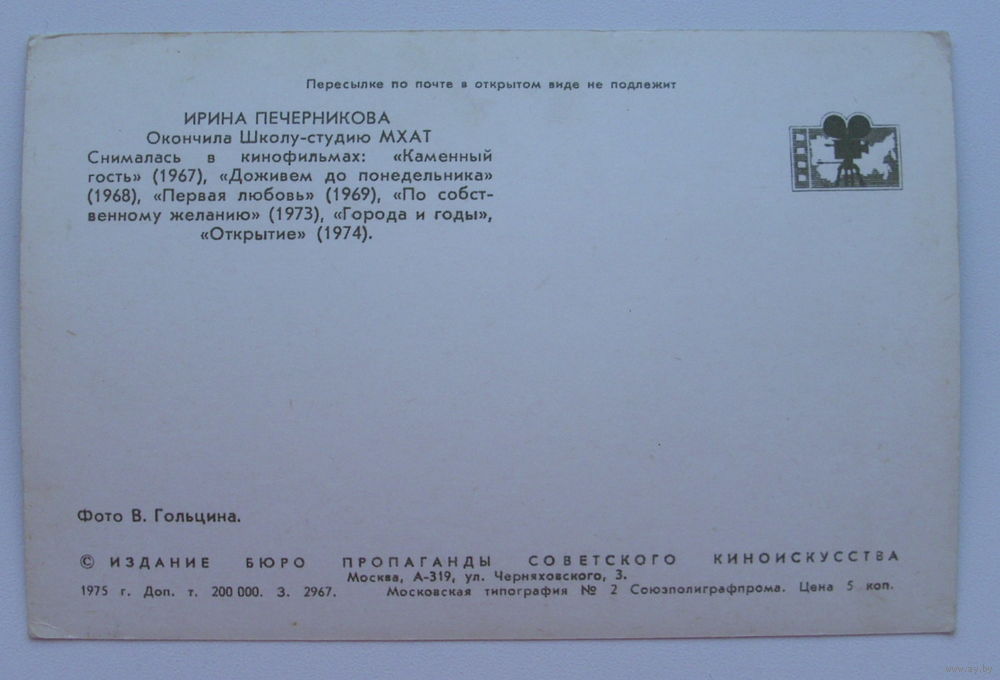 Пересылке по почте в открытом виде не подлежит
ИРИНА ПЕЧЕРНИКОВА
Окончила Школу-студию МХАТ
Снималась в кинофильмах: «Каменный
гость» (1967), «Доживем до понедельника»
(1968), «Первая любовь» (1969), «По собст-
венному желанию» (1973), «Города и годы»,
«Открытие» (1974).
Фото В. Гольцина.
© ИЗДАНИЕ БЮРО ПРОПАГАНДЫ СОВЕТСКОГО КИНОИСКУССТВА
Москва, А-319, ул. Черняховского, 3.
1975 г. Доп. т. 200 000. З. 2967. Московская типография № 2 Союзполиграфпрома. Цена 5 коп.
www.ay.by